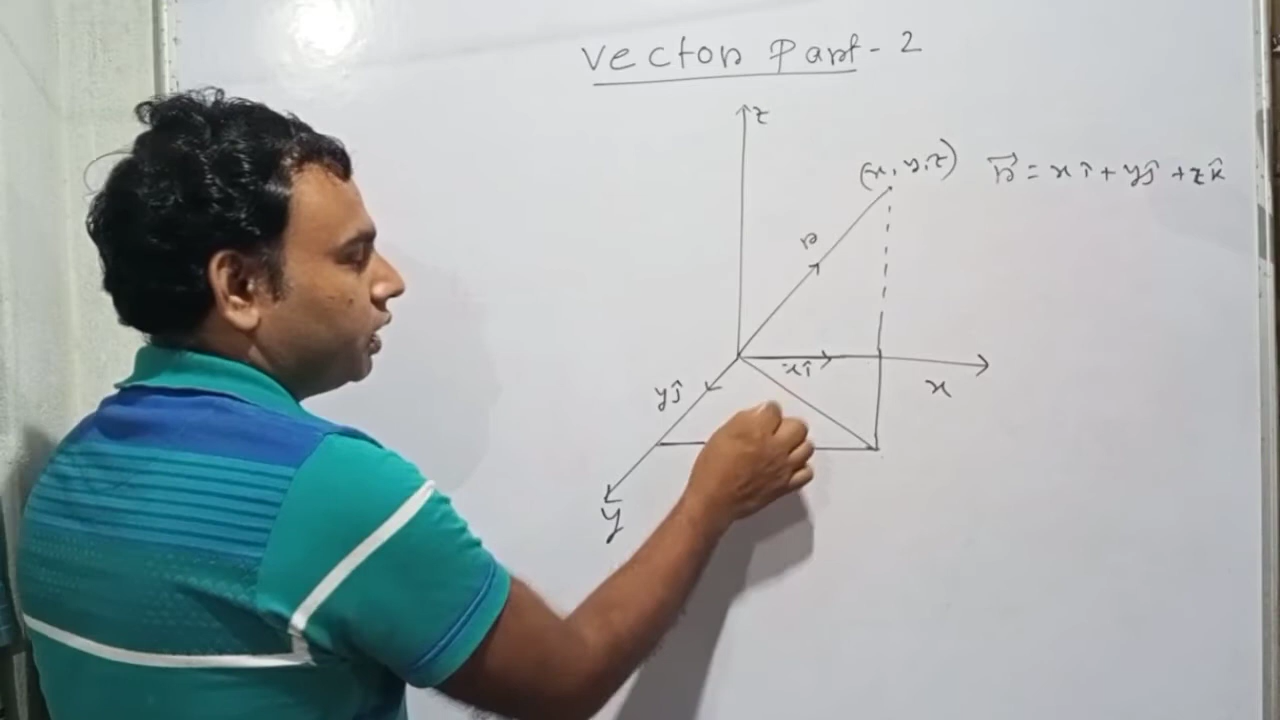 Vector Part-2
z
(x, y, z) r⃗ = xî + yĵ + zk̂
r
xî
x
yĵ
y